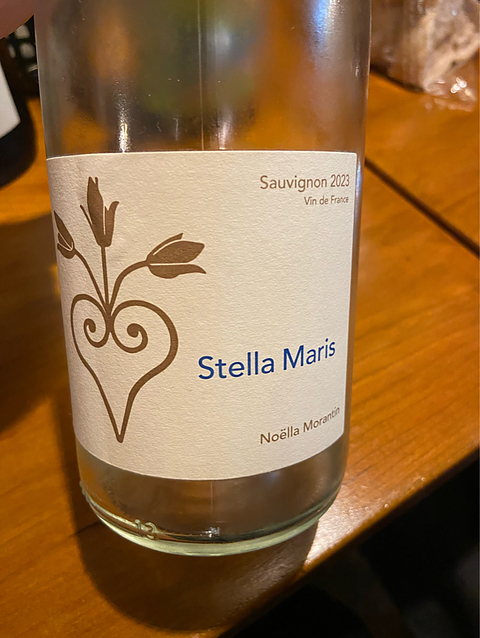 Sauvignon 2023
Vin de France
Stella Maris
Noëlla Morantin